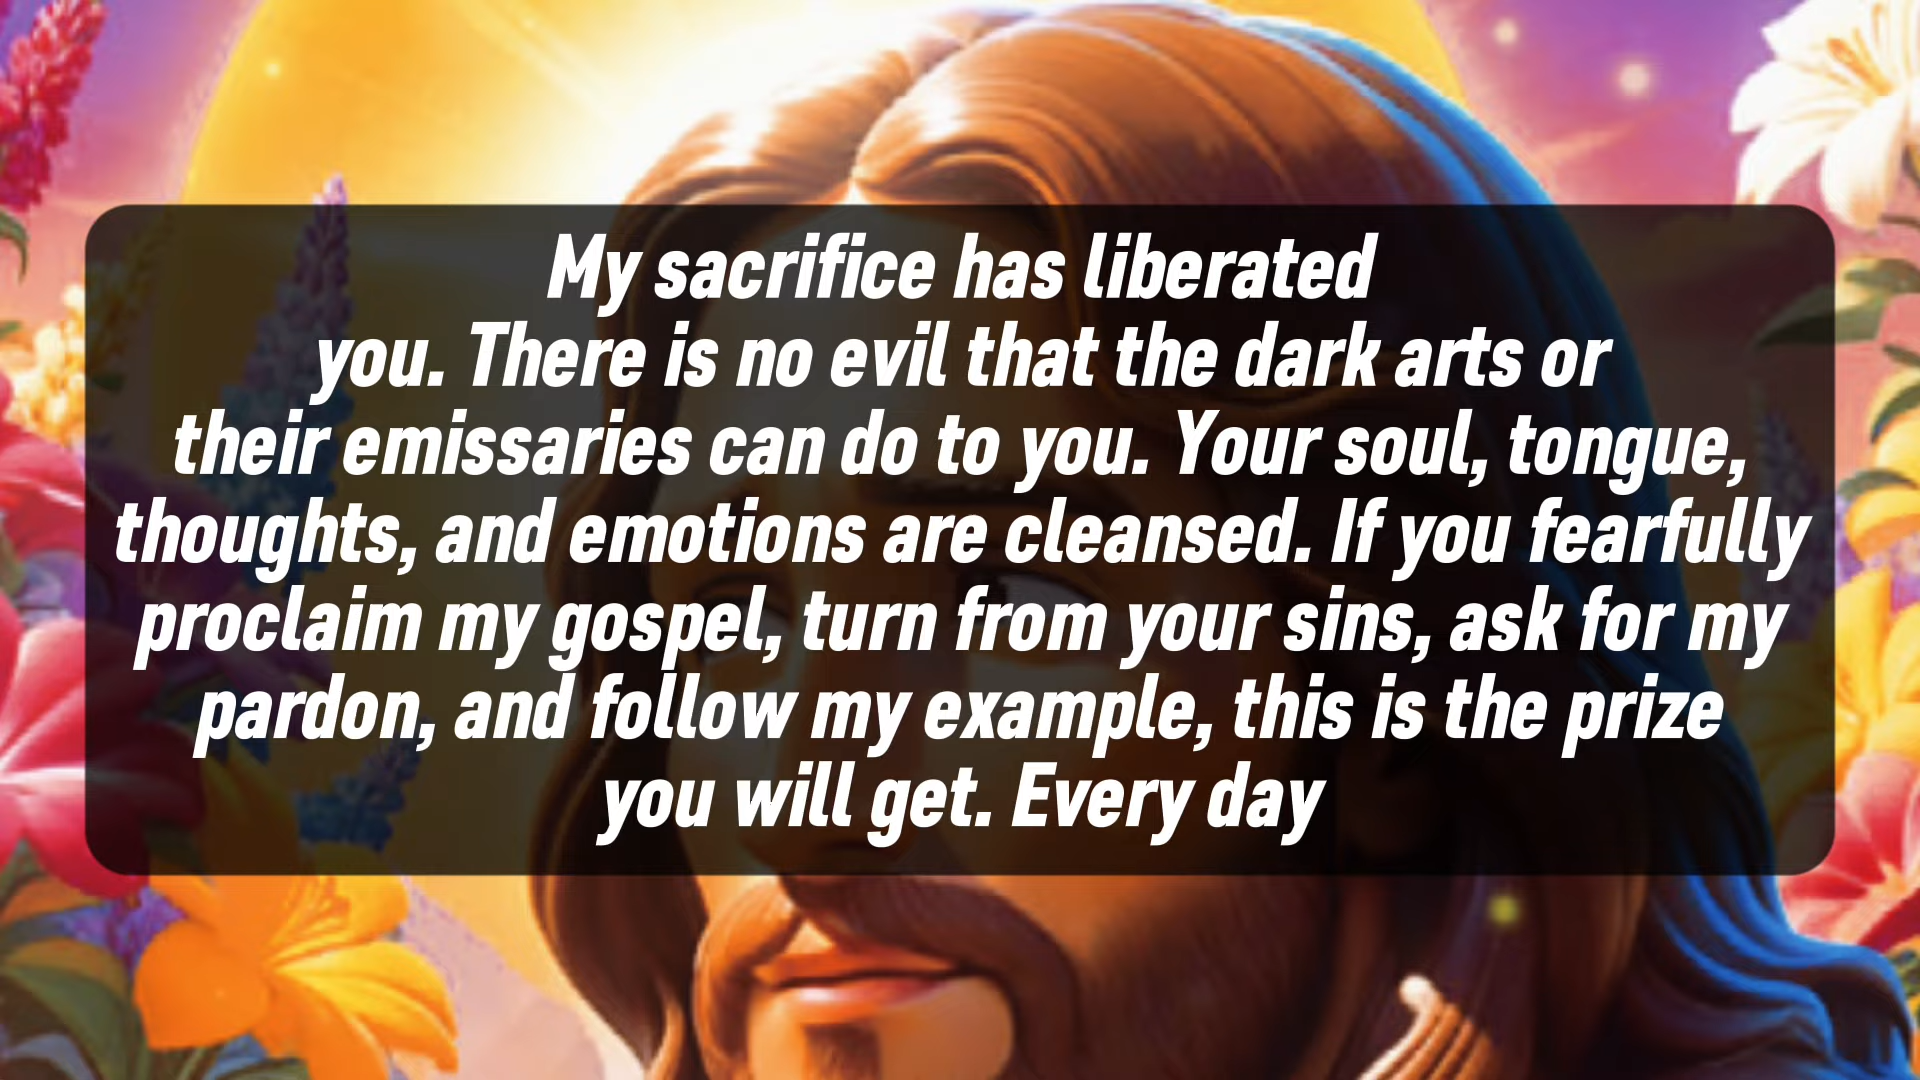 My sacrifice has liberated
you. There is no evil that the dark arts or
their emissaries can do to you. Your soul, tongue,
thoughts, and emotions are cleansed. If you fearfully
proclaim my gospel, turn from your sins, ask for my
pardon, and follow my example, this is the prize
you will get. Every day